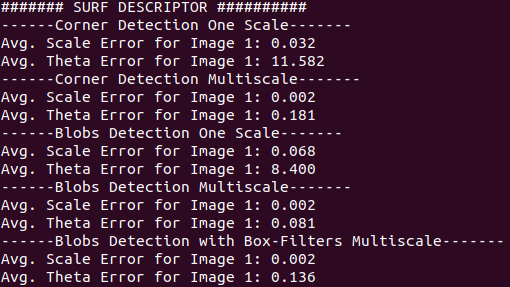 ####### SURF DESCRIPTOR ##########
------Corner Detection One Scale-------
Avg. Scale Error for Image 1: 0.032
Avg. Theta Error for Image 1: 11.582
------Corner Detection Multiscale-------
Avg. Scale Error for Image 1: 0.002
Avg. Theta Error for Image 1: 0.181
------Blobs Detection One Scale-------
Avg. Scale Error for Image 1: 0.068
Avg. Theta Error for Image 1: 8.400
------Blobs Detection Multiscale-------
Avg. Scale Error for Image 1: 0.002
Avg. Theta Error for Image 1: 0.081
------Blobs Detection with Box-Filters Multiscale-------
Avg. Scale Error for Image 1: 0.002
Avg. Theta Error for Image 1: 0.136